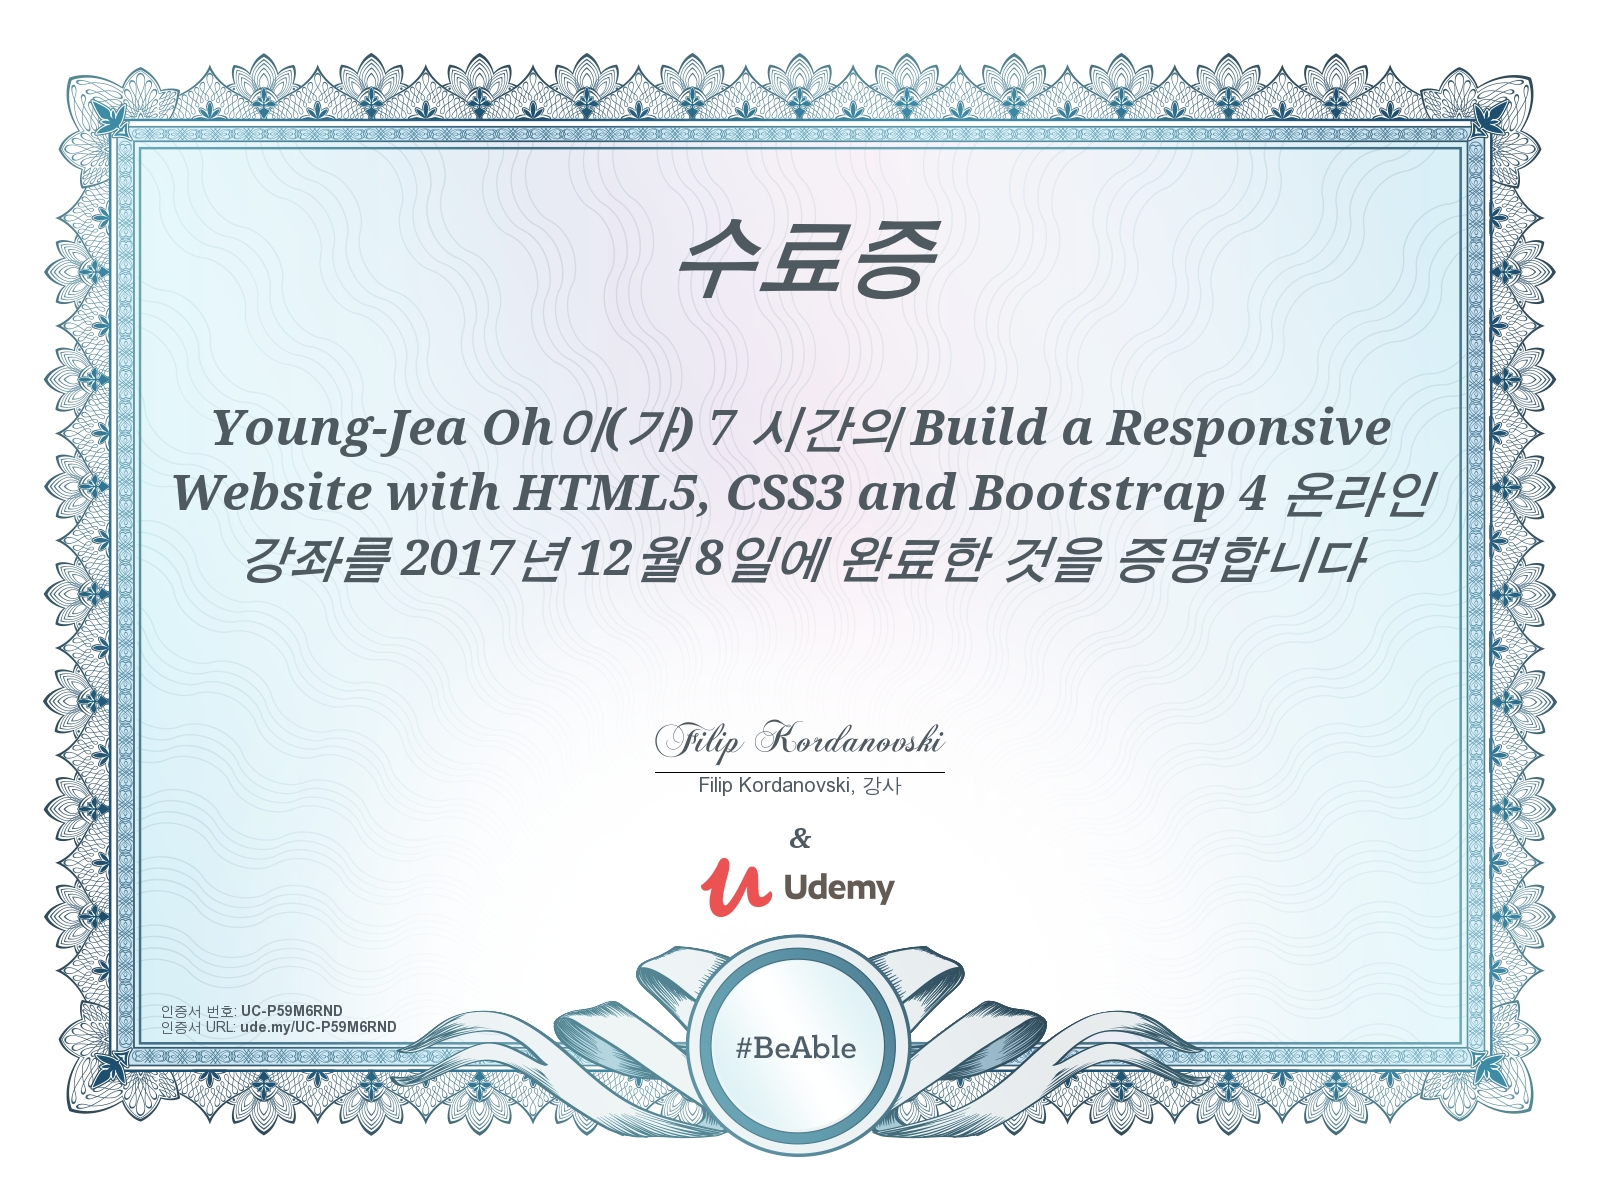 수료증
Young-Jea Oh이(가) 7 시간의 Build a Responsive
Website with HTML5, CSS3 and Bootstrap 4 온라인
강좌를 2017년 12월 8일에 완료한 것을 증명합니다
Filip Kordanovski
Filip Kordanovski, 강사
&
Udemy
#BeAble
인증서 번호: UC-P59M6RND
인증서 URL: ude.my/UC-P59M6RND